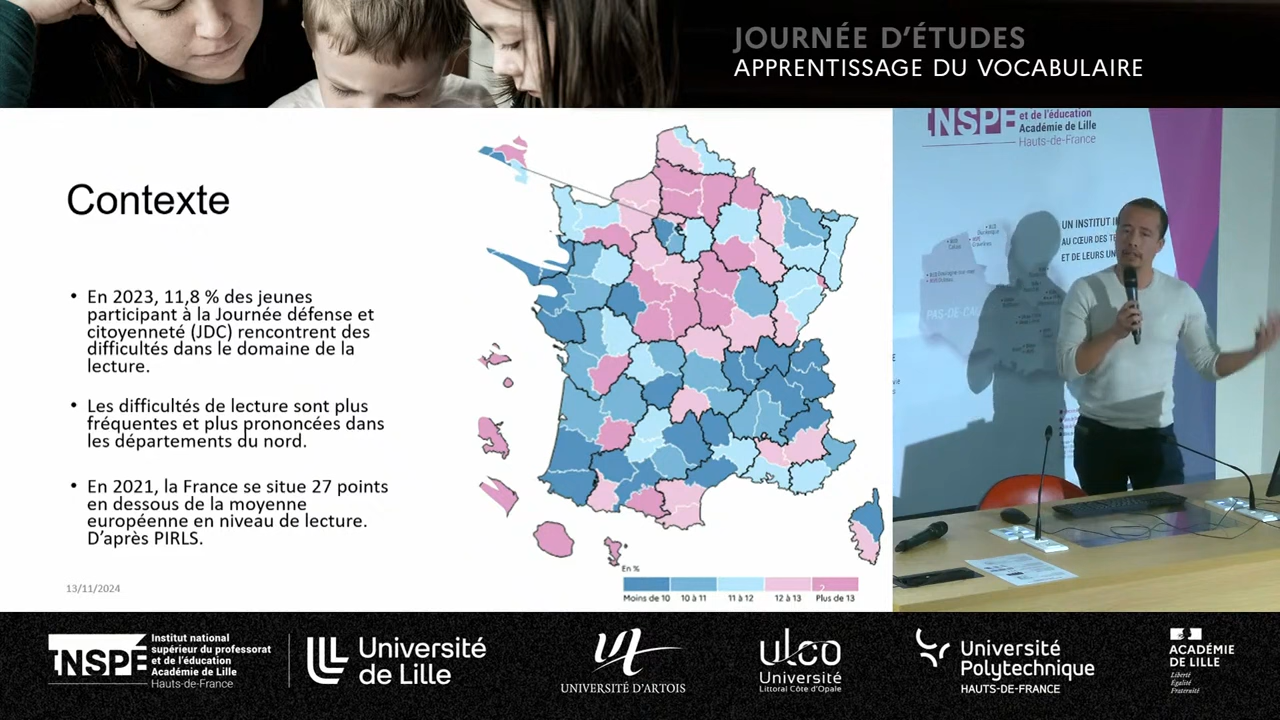 JOURNÉE D'ÉTUDES
APPRENTISSAGE DU VOCABULAIRE
Contexte
• En 2023, 11,8 % des jeunes
participant à la Journée défense et
citoyenneté (JDC) rencontrent des
difficultés dans le domaine de la
lecture.
• Les difficultés de lecture sont plus
fréquentes et plus prononcées dans
les départements du nord.
• En 2021, la France se situe 27 points
en dessous de la moyenne
européenne en niveau de lecture.
D'après PIRLS.
13/11/2024
En %
2
Moins de 10 10 à 11 11 à 12 12 à 13 Plus de 13
INSPÉ
et de l'éducation
Académie de Lille
Hauts-de-France
UN INSTITUT
AU CŒUR DES
ET DE LEURS
PAS-DE-CAL
INSPÉ
Institut national
supérieur du professorat
et de l'éducation
Académie de Lille
Hauts-de-France
Université
de Lille
UNIVERSITÉ D'ARTOIS
ulco
Université
Littoral Côte d'Opale
Université
Polytechnique
HAUTS-DE-FRANCE
ACADÉMIE
DE LILLE
Liberté
Égalité
Fraternité